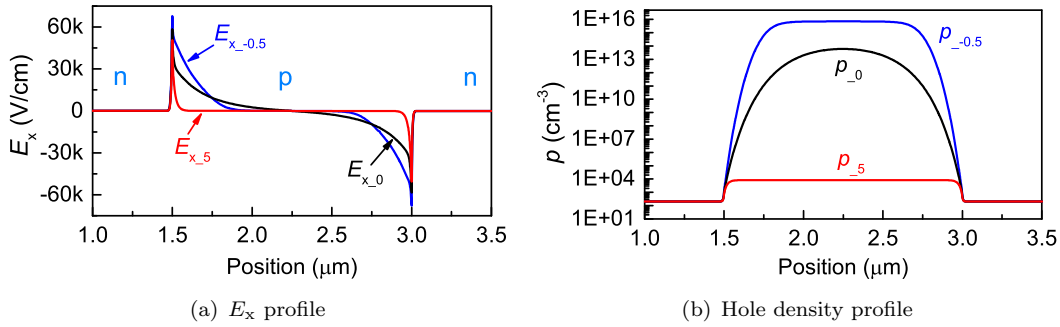 60k
30k
0
-30k
-60k
E_x (V/cm)
n
p
n
E_x_-0.5
E_x_5
E_x_0
1.0 1.5 2.0 2.5 3.0 3.5
Position (μm)
(a) E_x profile
1E+16
1E+13
1E+10
1E+07
1E+04
1E+01
p (cm^-3)
p_-0.5
p_0
p_5
1.0 1.5 2.0 2.5 3.0 3.5
Position (μm)
(b) Hole density profile